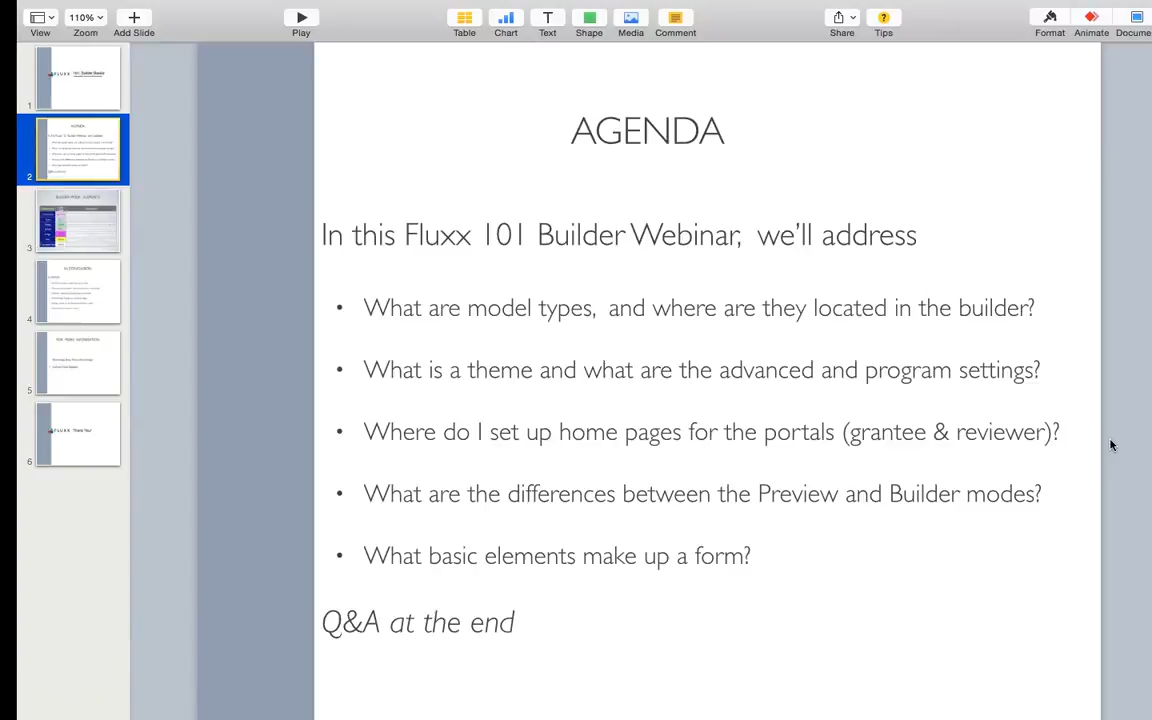 110%
View
Zoom
Add Slide
Play
Table
Chart
Text
Shape
Media
Comment
Share
Tips
Format
Animate
Docume
1
2
3
4
5
6
AGENDA
In this Fluxx 101 Builder Webinar, we'll address
• What are model types, and where are they located in the builder?
• What is a theme and what are the advanced and program settings?
• Where do I set up home pages for the portals (grantee & reviewer)?
• What are the differences between the Preview and Builder modes?
• What basic elements make up a form?
Q&A at the end